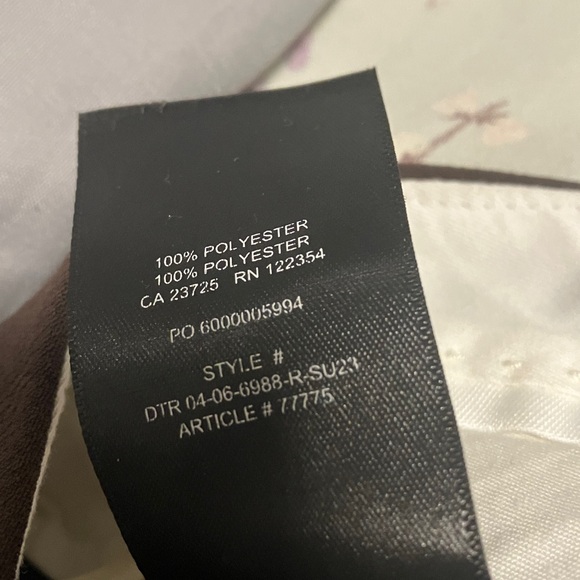 100% POLYESTER
100% POLYESTER
CA 23725 RN 122354
PO 6000005994
STYLE #
DTR 04-06-6988-R-SU23
ARTICLE # 77775